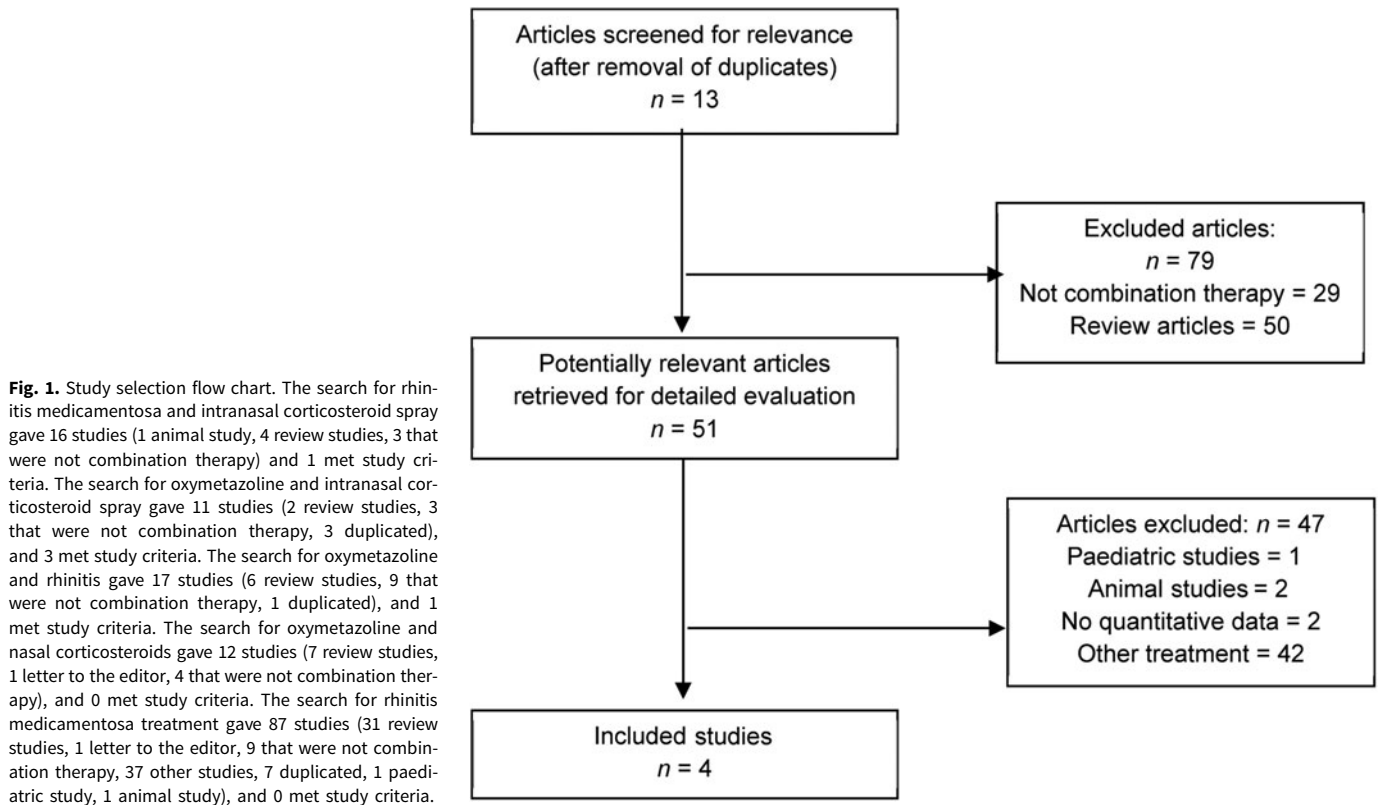 Articles screened for relevance
(after removal of duplicates)
n = 13
Excluded articles:
n = 79
Not combination therapy = 29
Review articles = 50
Potentially relevant articles
retrieved for detailed evaluation
n = 51
Articles excluded: n = 47
Paediatric studies = 1
Animal studies = 2
No quantitative data = 2
Other treatment = 42
Included studies
n = 4
Fig. 1. Study selection flow chart. The search for rhin-
itis medicamentosa and intranasal corticosteroid spray
gave 16 studies (1 animal study, 4 review studies, 3 that
were not combination therapy) and 1 met study cri-
teria. The search for oxymetazoline and intranasal cor-
ticosteroid spray gave 11 studies (2 review studies, 3
that were not combination therapy, 3 duplicated),
and 3 met study criteria. The search for oxymetazoline
and rhinitis gave 17 studies (6 review studies, 9 that
were not combination therapy, 1 duplicated), and 1
met study criteria. The search for oxymetazoline and
nasal corticosteroids gave 12 studies (7 review studies,
1 letter to the editor, 4 that were not combination ther-
apy), and 0 met study criteria. The search for rhinitis
medicamentosa treatment gave 87 studies (31 review
studies, 1 letter to the editor, 9 that were not combin-
ation therapy, 37 other studies, 7 duplicated, 1 paedi-
atric study, 1 animal study), and 0 met study criteria.